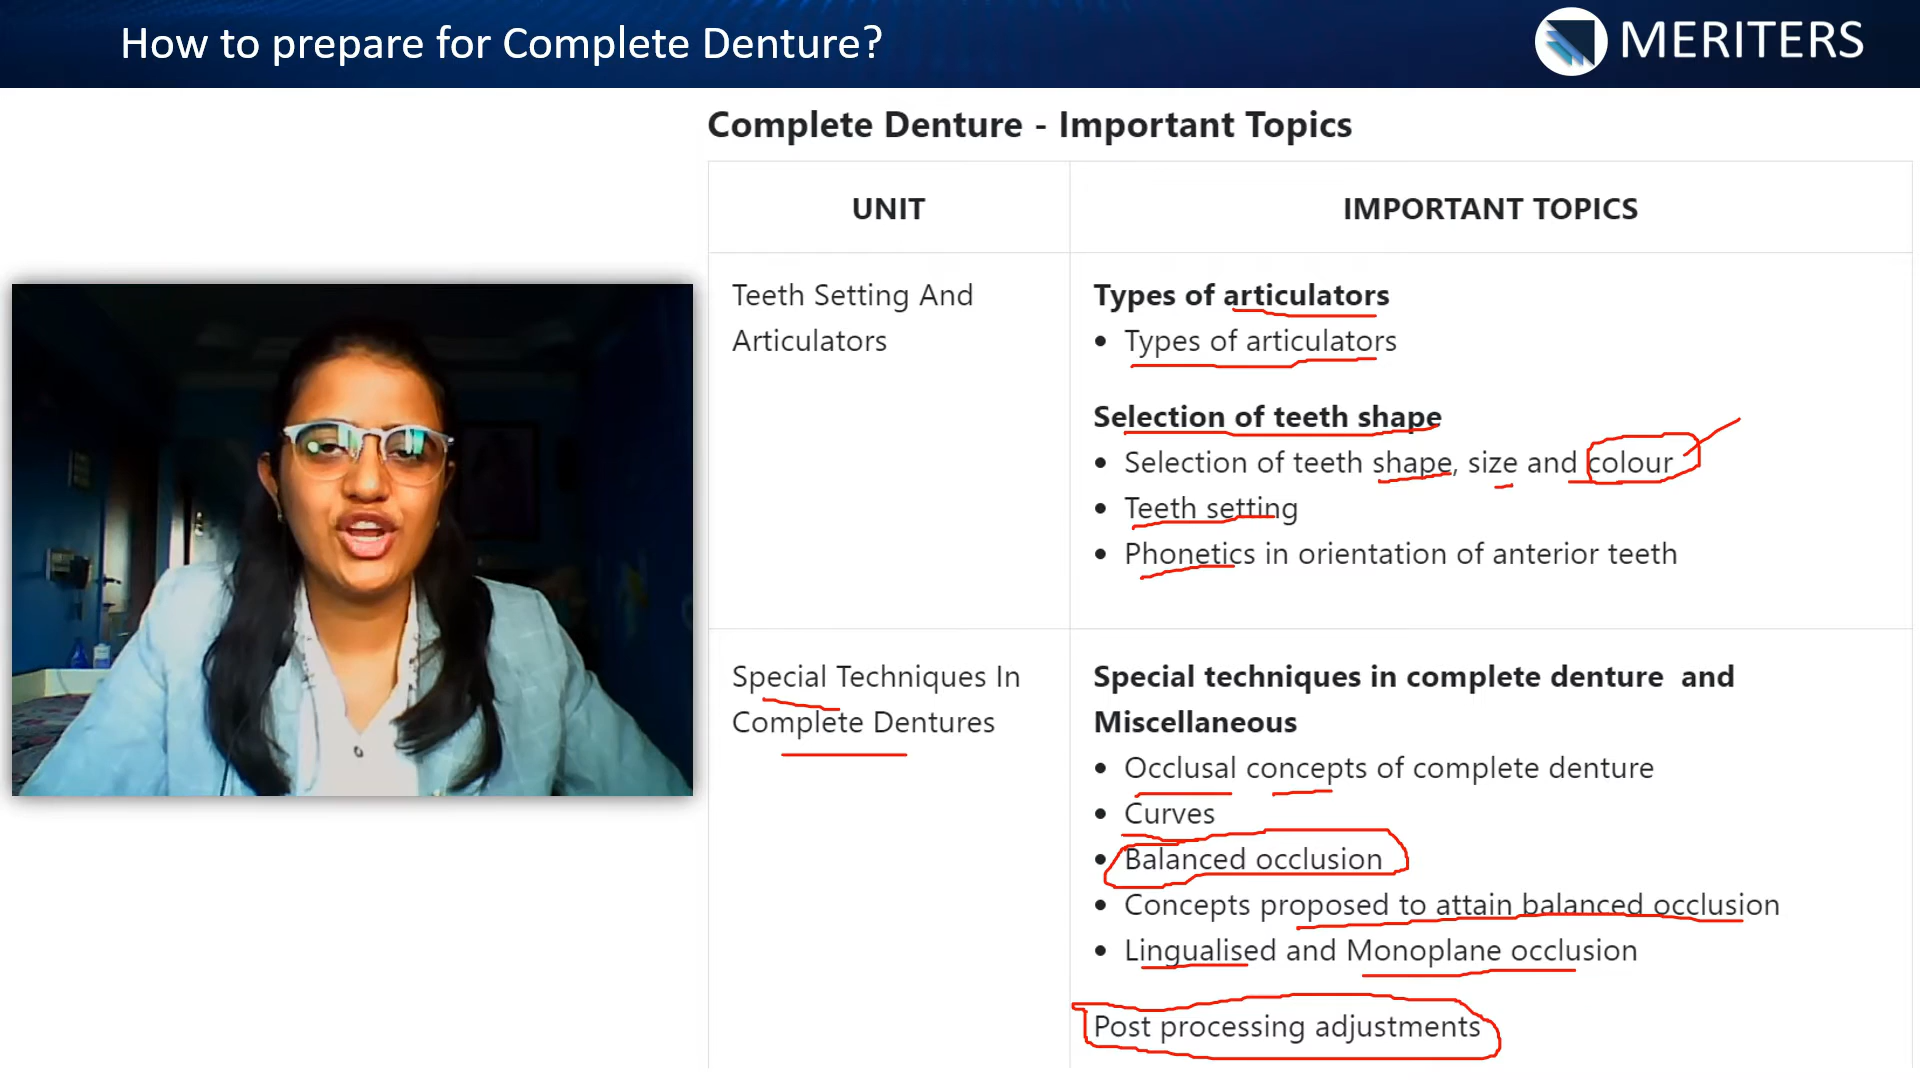 How to prepare for Complete Denture?
MERITERS
Complete Denture - Important Topics
UNIT
IMPORTANT TOPICS
Teeth Setting And
Articulators
Types of articulators
• Types of articulators
Selection of teeth shape
• Selection of teeth shape, size and colour
• Teeth setting
• Phonetics in orientation of anterior teeth
Special Techniques In
Complete Dentures
Special techniques in complete denture and
Miscellaneous
• Occlusal concepts of complete denture
• Curves
• Balanced occlusion
• Concepts proposed to attain balanced occlusion
• Lingualised and Monoplane occlusion
Post processing adjustments